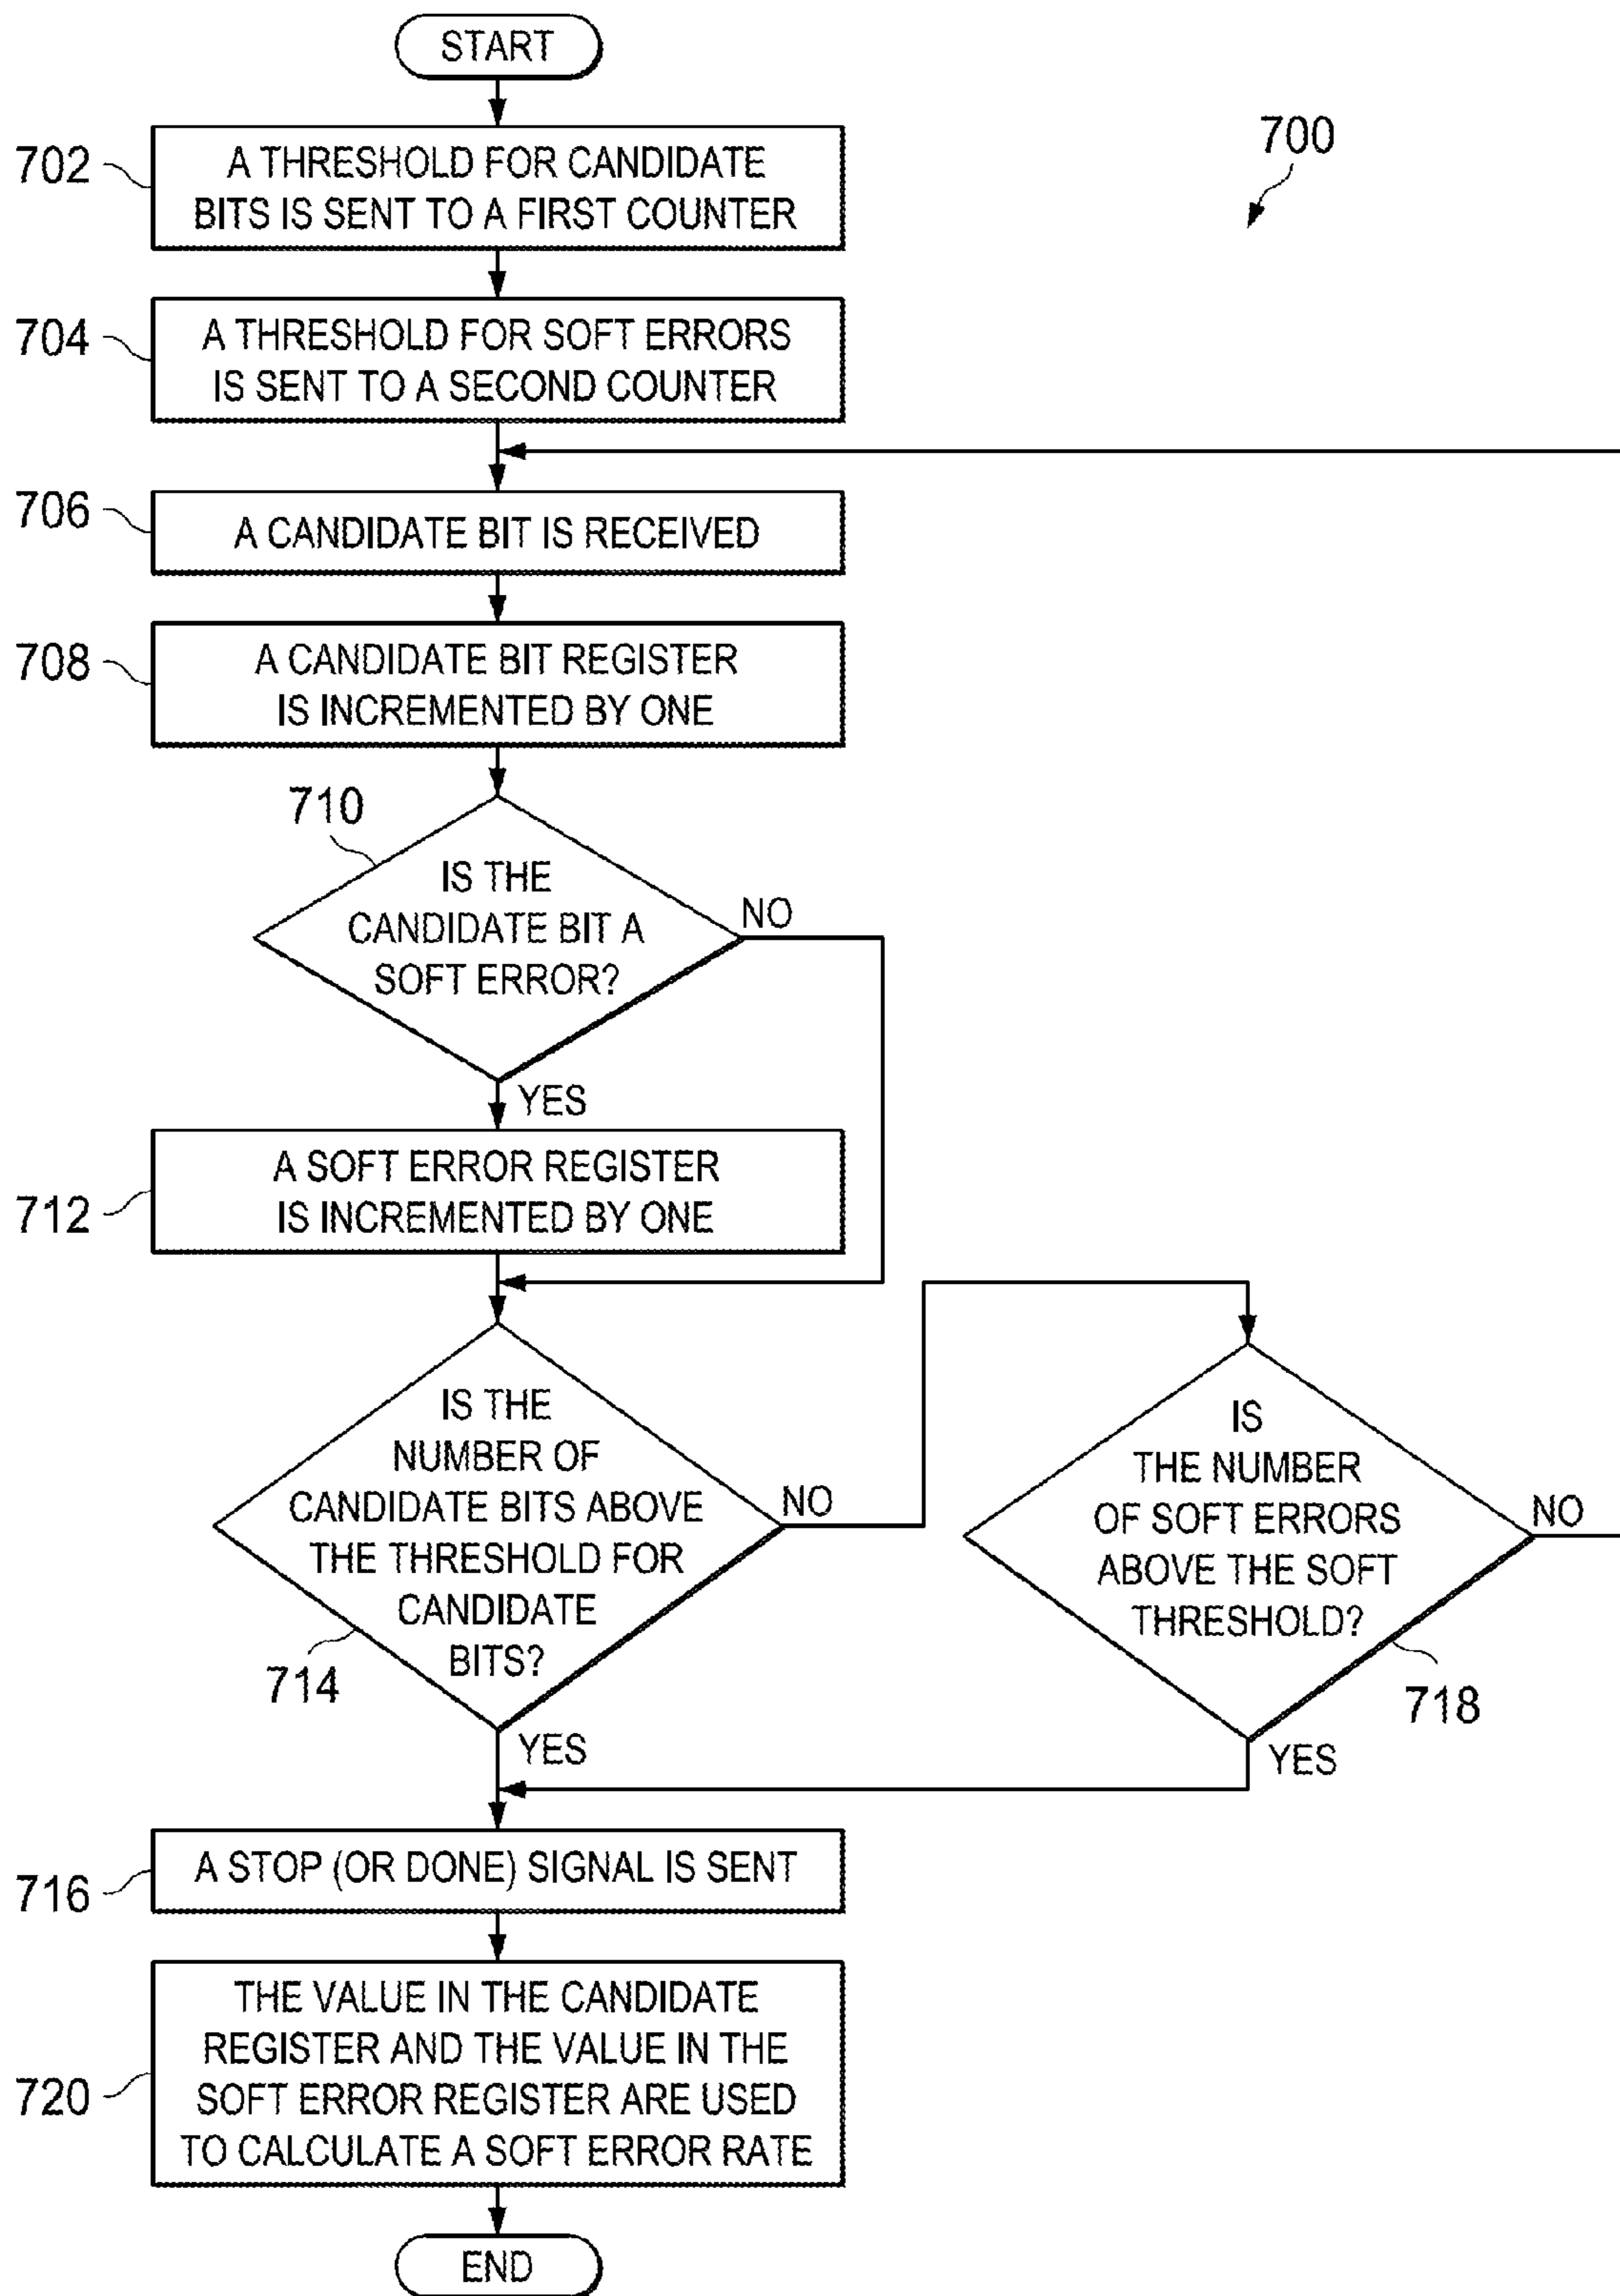 START
700
702
A THRESHOLD FOR CANDIDATE
BITS IS SENT TO A FIRST COUNTER
704
A THRESHOLD FOR SOFT ERRORS
IS SENT TO A SECOND COUNTER
706
A CANDIDATE BIT IS RECEIVED
708
A CANDIDATE BIT REGISTER
IS INCREMENTED BY ONE
710
IS THE
CANDIDATE BIT A
SOFT ERROR?
NO
YES
712
A SOFT ERROR REGISTER
IS INCREMENTED BY ONE
IS THE
NUMBER OF
CANDIDATE BITS ABOVE
THE THRESHOLD FOR
CANDIDATE
BITS?
714
NO
YES
IS
THE NUMBER
OF SOFT ERRORS
ABOVE THE SOFT
THRESHOLD?
718
NO
YES
716
A STOP (OR DONE) SIGNAL IS SENT
720
THE VALUE IN THE CANDIDATE
REGISTER AND THE VALUE IN THE
SOFT ERROR REGISTER ARE USED
TO CALCULATE A SOFT ERROR RATE
END